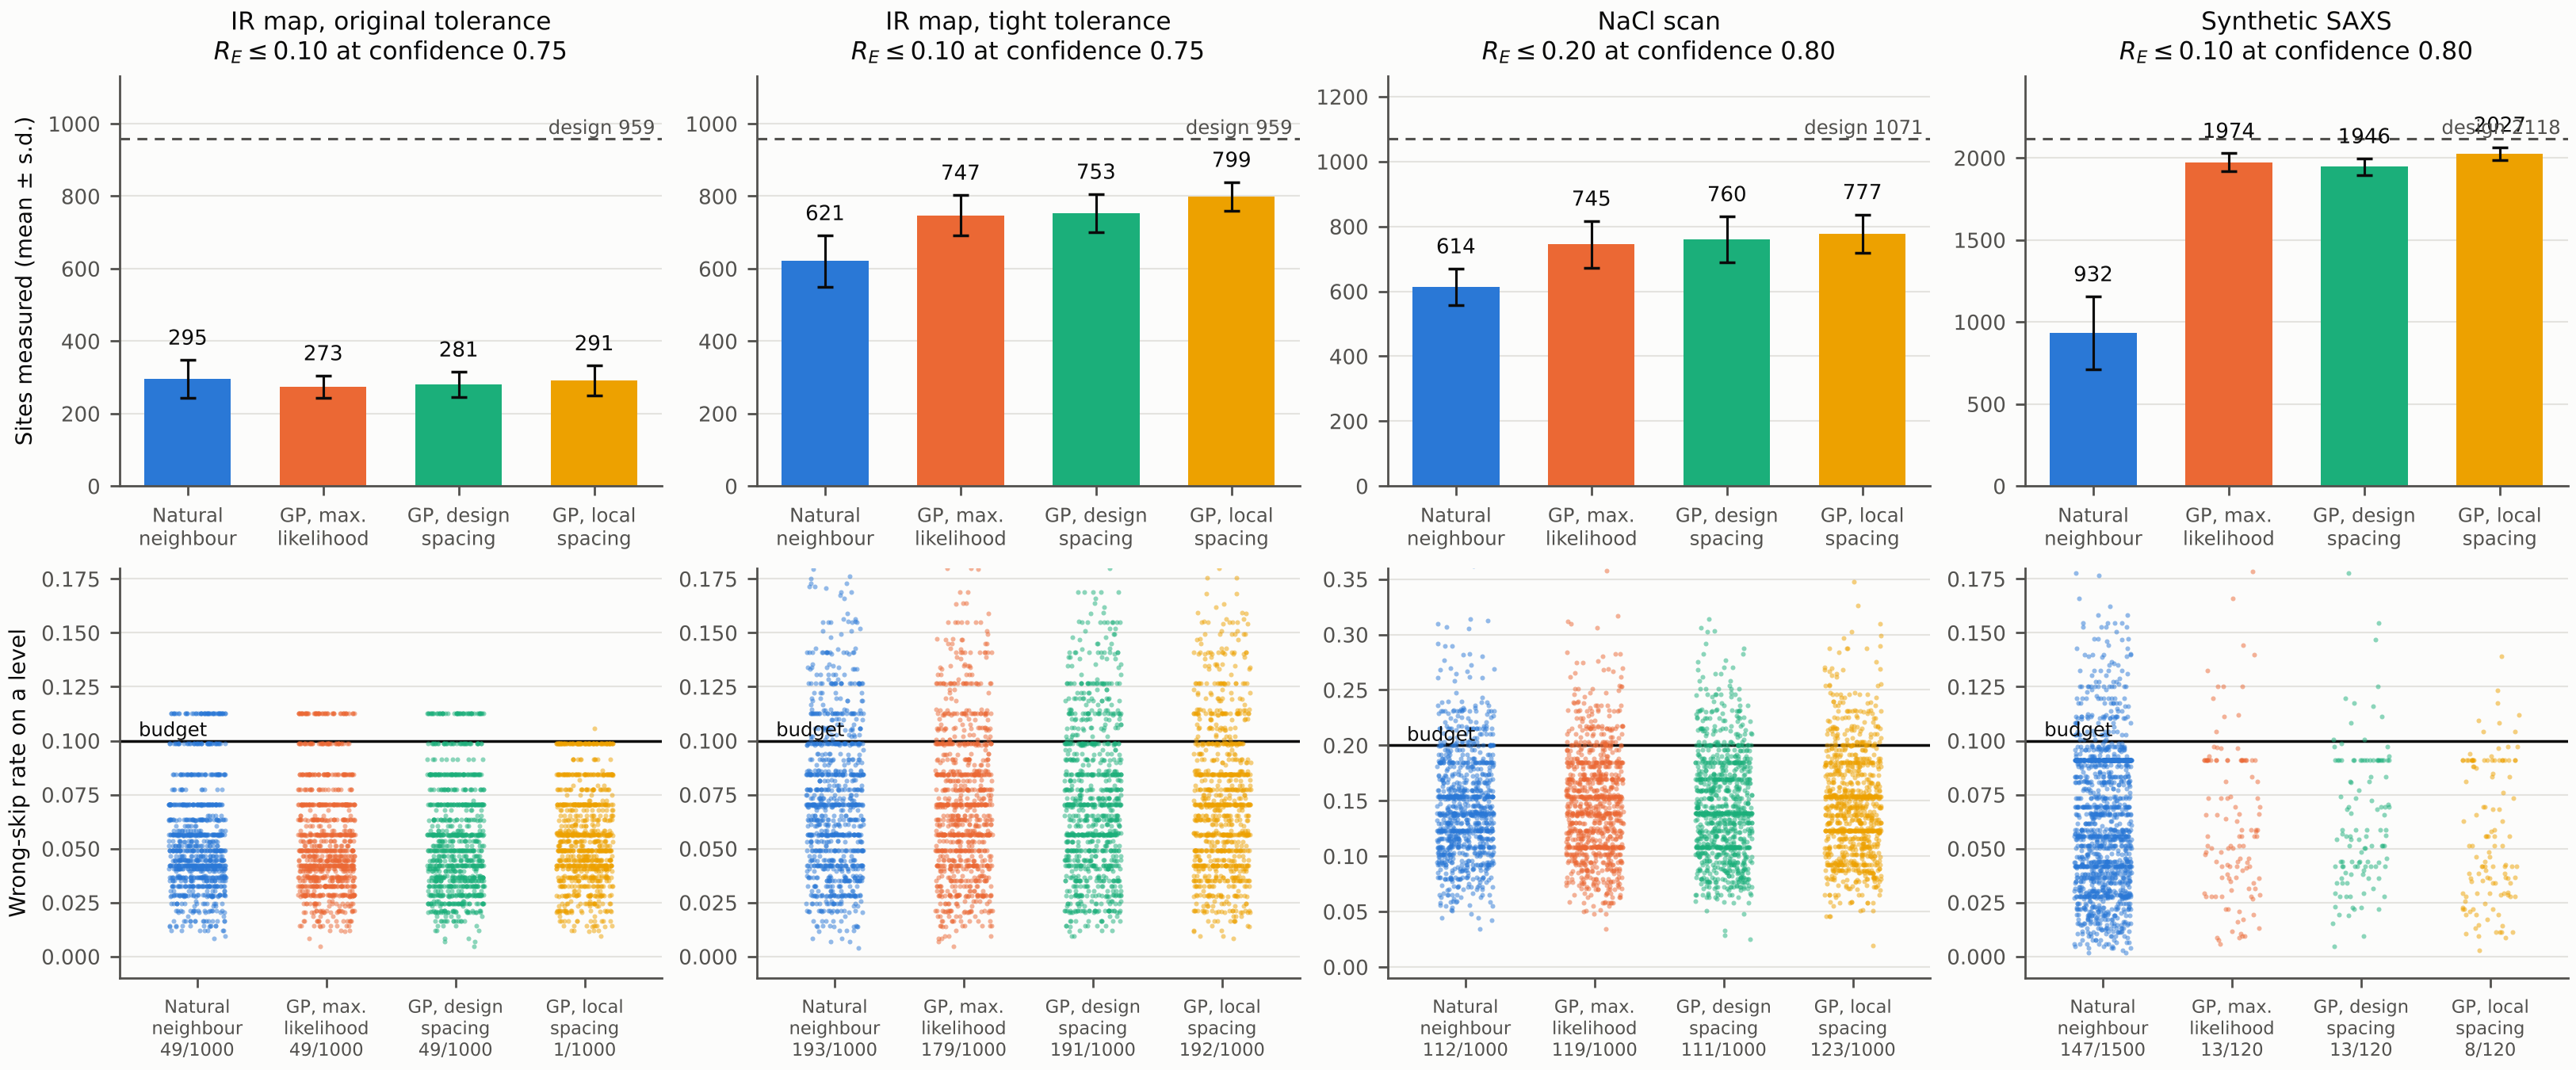 IR map, original tolerance
R_E ≤ 0.10 at confidence 0.75
Sites measured (mean ± s.d.)
1000
800
600
400
200
0
design 959
295
273
281
291
Natural
neighbour
GP, max.
likelihood
GP, design
spacing
GP, local
spacing
IR map, tight tolerance
R_E ≤ 0.10 at confidence 0.75
1000
800
600
400
200
0
design 959
621
747
753
799
Natural
neighbour
GP, max.
likelihood
GP, design
spacing
GP, local
spacing
NaCl scan
R_E ≤ 0.20 at confidence 0.80
1200
1000
800
600
400
200
0
design 1071
614
745
760
777
Natural
neighbour
GP, max.
likelihood
GP, design
spacing
GP, local
spacing
Synthetic SAXS
R_E ≤ 0.10 at confidence 0.80
2000
1500
1000
500
0
design 2118
932
1974
1946
2027
Natural
neighbour
GP, max.
likelihood
GP, design
spacing
GP, local
spacing
Wrong-skip rate on a level
0.175
0.150
0.125
0.100
0.075
0.050
0.025
0.000
budget
Natural
neighbour
49/1000
GP, max.
likelihood
49/1000
GP, design
spacing
49/1000
GP, local
spacing
1/1000
0.175
0.150
0.125
0.100
0.075
0.050
0.025
0.000
budget
Natural
neighbour
193/1000
GP, max.
likelihood
179/1000
GP, design
spacing
191/1000
GP, local
spacing
192/1000
0.35
0.30
0.25
0.20
0.15
0.10
0.05
0.00
budget
Natural
neighbour
112/1000
GP, max.
likelihood
119/1000
GP, design
spacing
111/1000
GP, local
spacing
123/1000
0.175
0.150
0.125
0.100
0.075
0.050
0.025
0.000
budget
Natural
neighbour
147/1500
GP, max.
likelihood
13/120
GP, design
spacing
13/120
GP, local
spacing
8/120